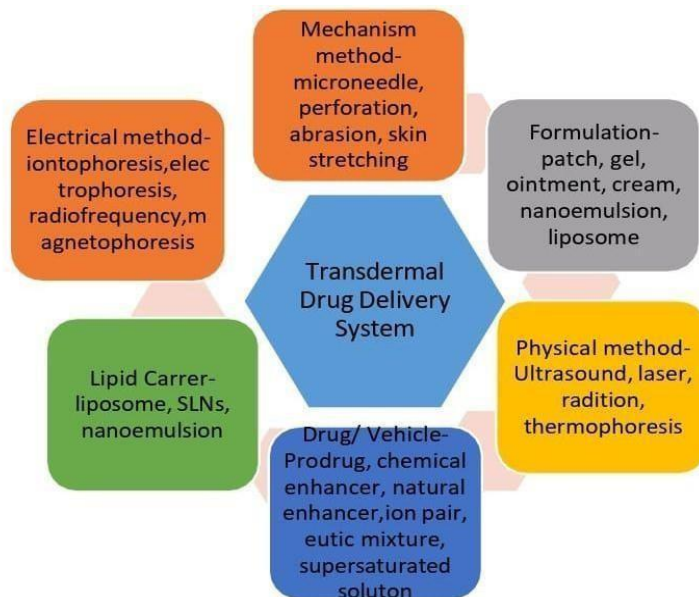 Mechanism
method-
microneedle,
perforation,
abrasion, skin
stretching
Formulation-
patch, gel,
ointment, cream,
nanoemulsion,
liposome
Physical method-
Ultrasound, laser,
radition,
thermophoresis
Drug/ Vehicle-
Prodrug, chemical
enhancer, natural
enhancer,ion pair,
eutic mixture,
supersaturated
soluton
Lipid Carrer-
liposome, SLNs,
nanoemulsion
Electrical method-
iontophoresis,elec
trophoresis,
radiofrequency,m
agnetophoresis
Transdermal
Drug Delivery
System